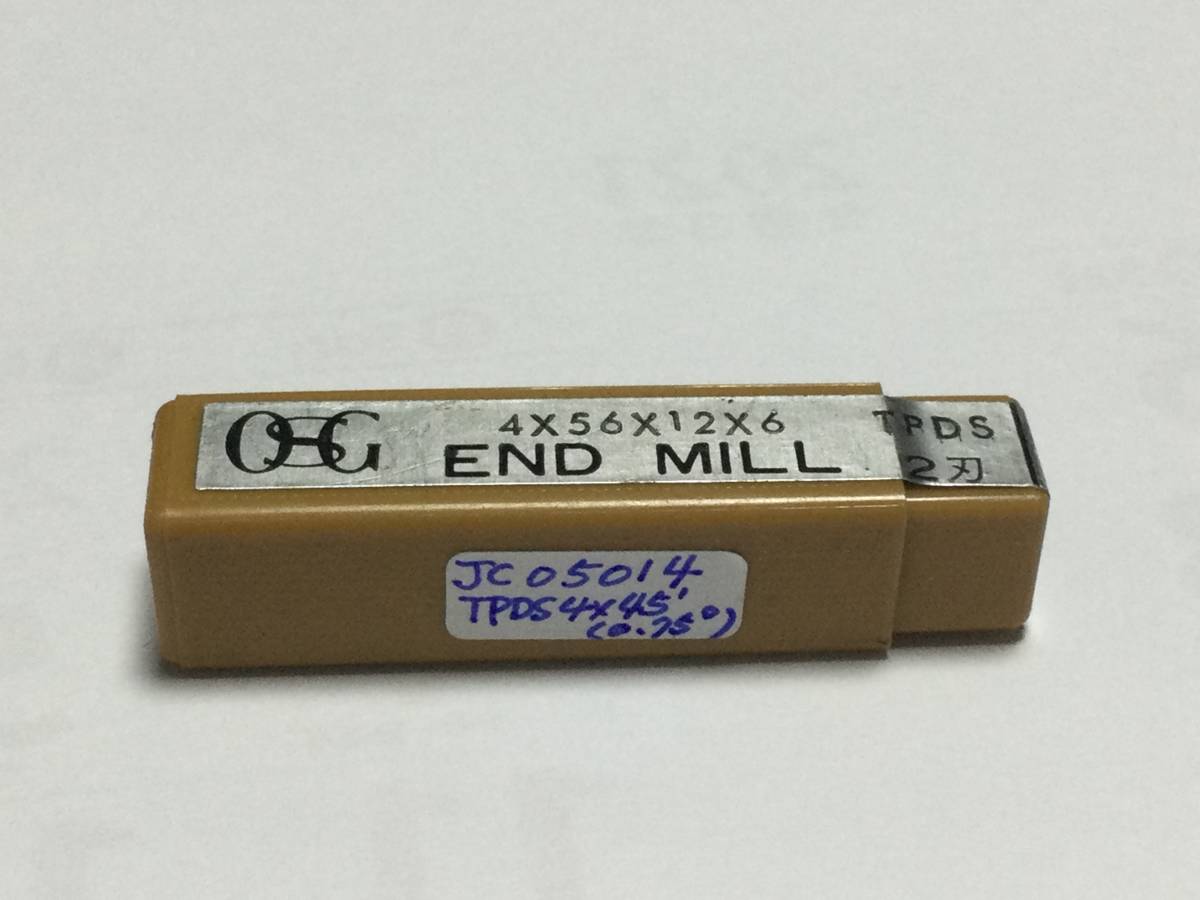 OSG 4X56X12X6 TPDS
END MILL 2刃
JC05014
TPDS4X45'
(0.75°)